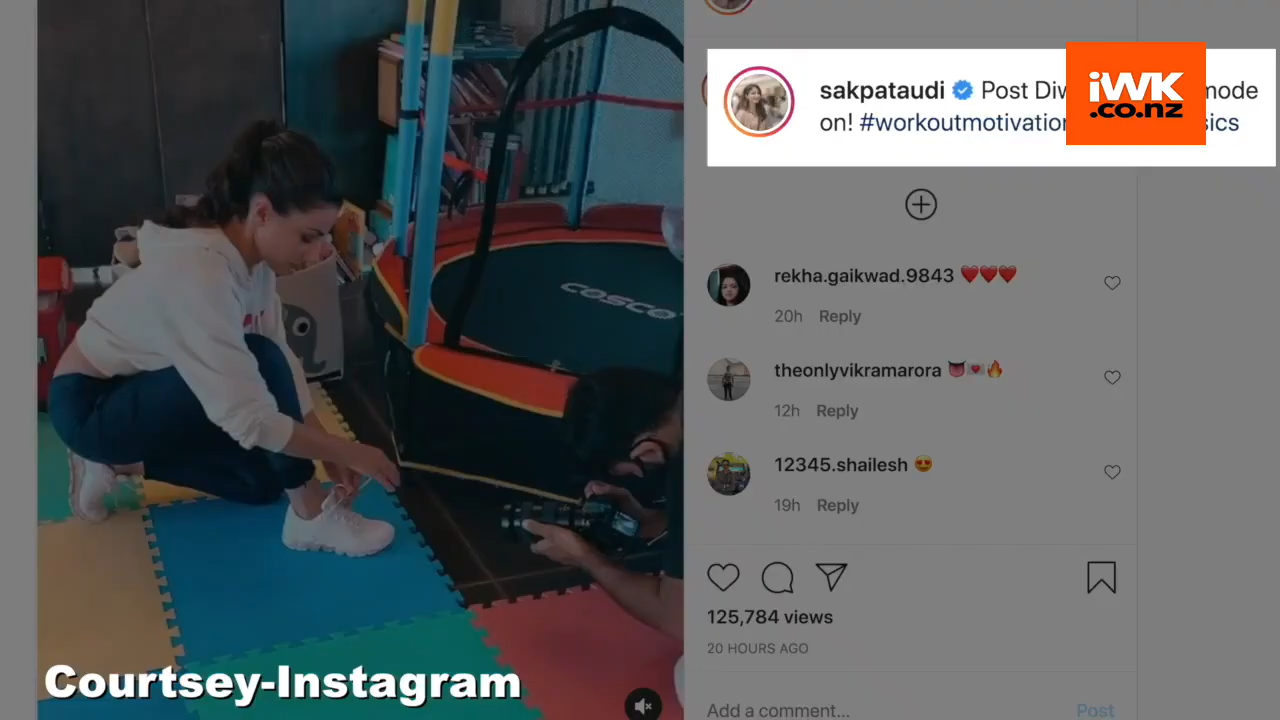 sakpataudi Post Div mode
on! #workoutmotivation sics
iWK
.co.nz
cosco
rekha.gaikwad.9843 ❤️❤️❤️
20h Reply
theonlyvikramarora 👅💌🔥
12h Reply
12345.shailesh 😍
19h Reply
125,784 views
20 HOURS AGO
Add a comment... Post
Courtsey-Instagram